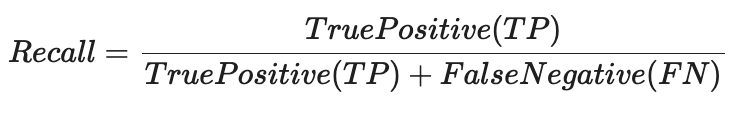 Recall = TruePositive(TP)
TruePositive(TP) + FalseNegative(FN)